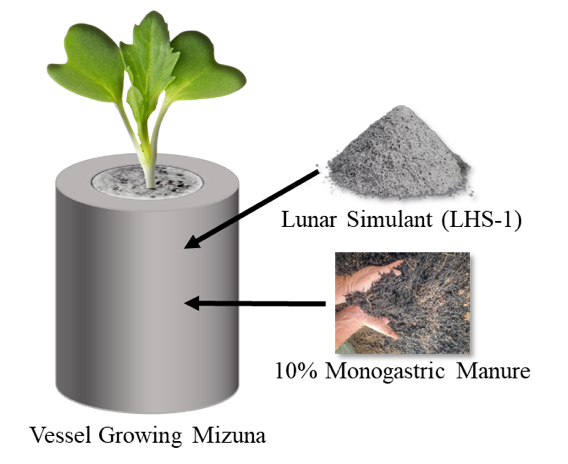 Lunar Simulant (LHS-1)
10% Monogastric Manure
Vessel Growing Mizuna